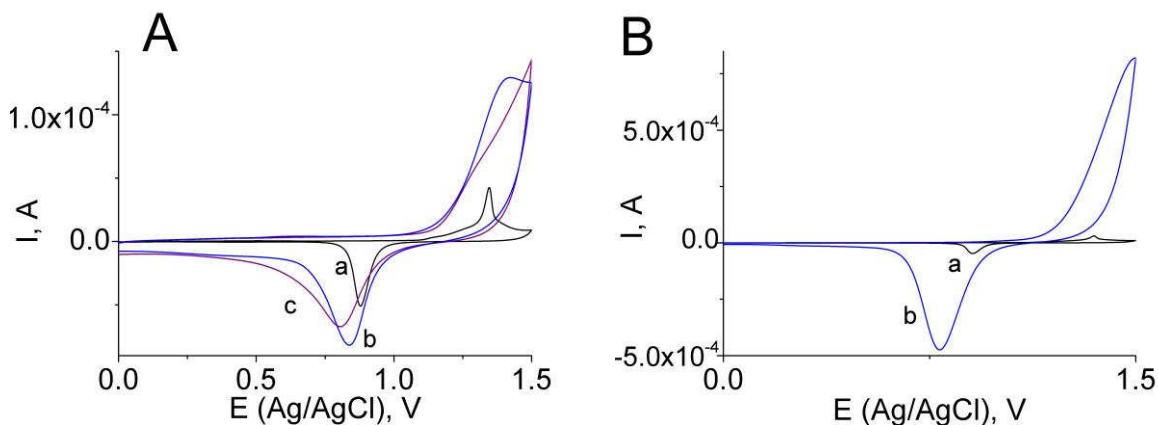 A
1.0x10⁻⁴
0.0
I, A
a
c
b
0.0 0.5 1.0 1.5
E (Ag/AgCl), V
B
5.0x10⁻⁴
0.0
-5.0x10⁻⁴
I, A
a
b
0.0 1.5
E (Ag/AgCl), V